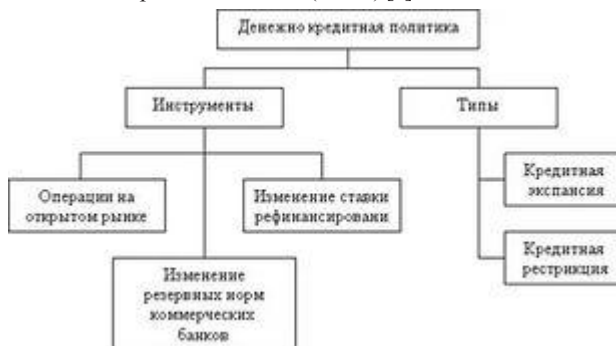 Денежно кредитная политика
Инструменты
Типы
Операции на
открытом рынке
Изменение ставки
рефинансировани
Кредитная
экспансия
Изменение
резервных норм
коммерческих
банков
Кредитная
рестрикция